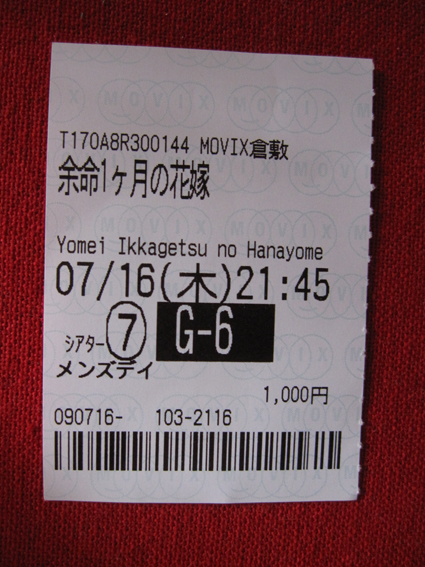 T170A8R300144 MOVIX倉敷
余命1ヶ月の花嫁
Yomei Ikkagetsu no Hanayome
07/16(木)21:45
シアター ⑦ G-6
メンズデイ
1,000円
090716- 103-2116